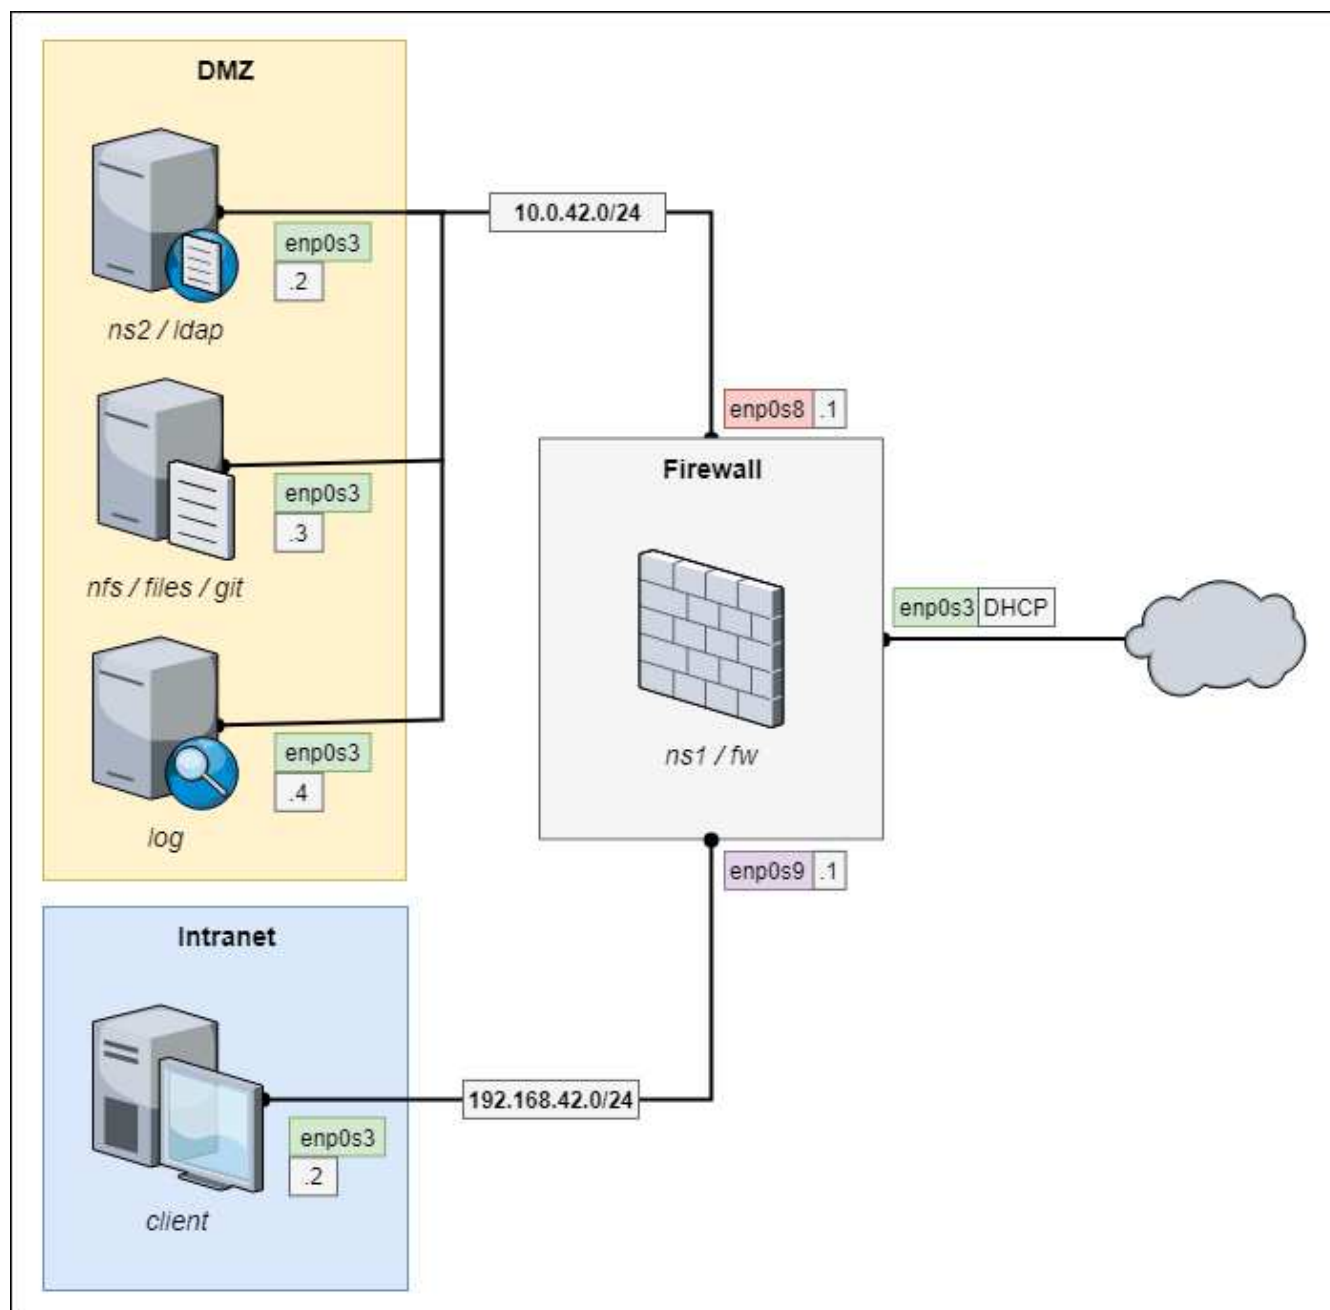 DMZ
10.0.42.0/24
enp0s3
.2
ns2 / ldap
enp0s8 .1
Firewall
enp0s3
.3
nfs / files / git
enp0s3 DHCP
ns1 / fw
enp0s3
.4
log
enp0s9 .1
Intranet
192.168.42.0/24
enp0s3
.2
client